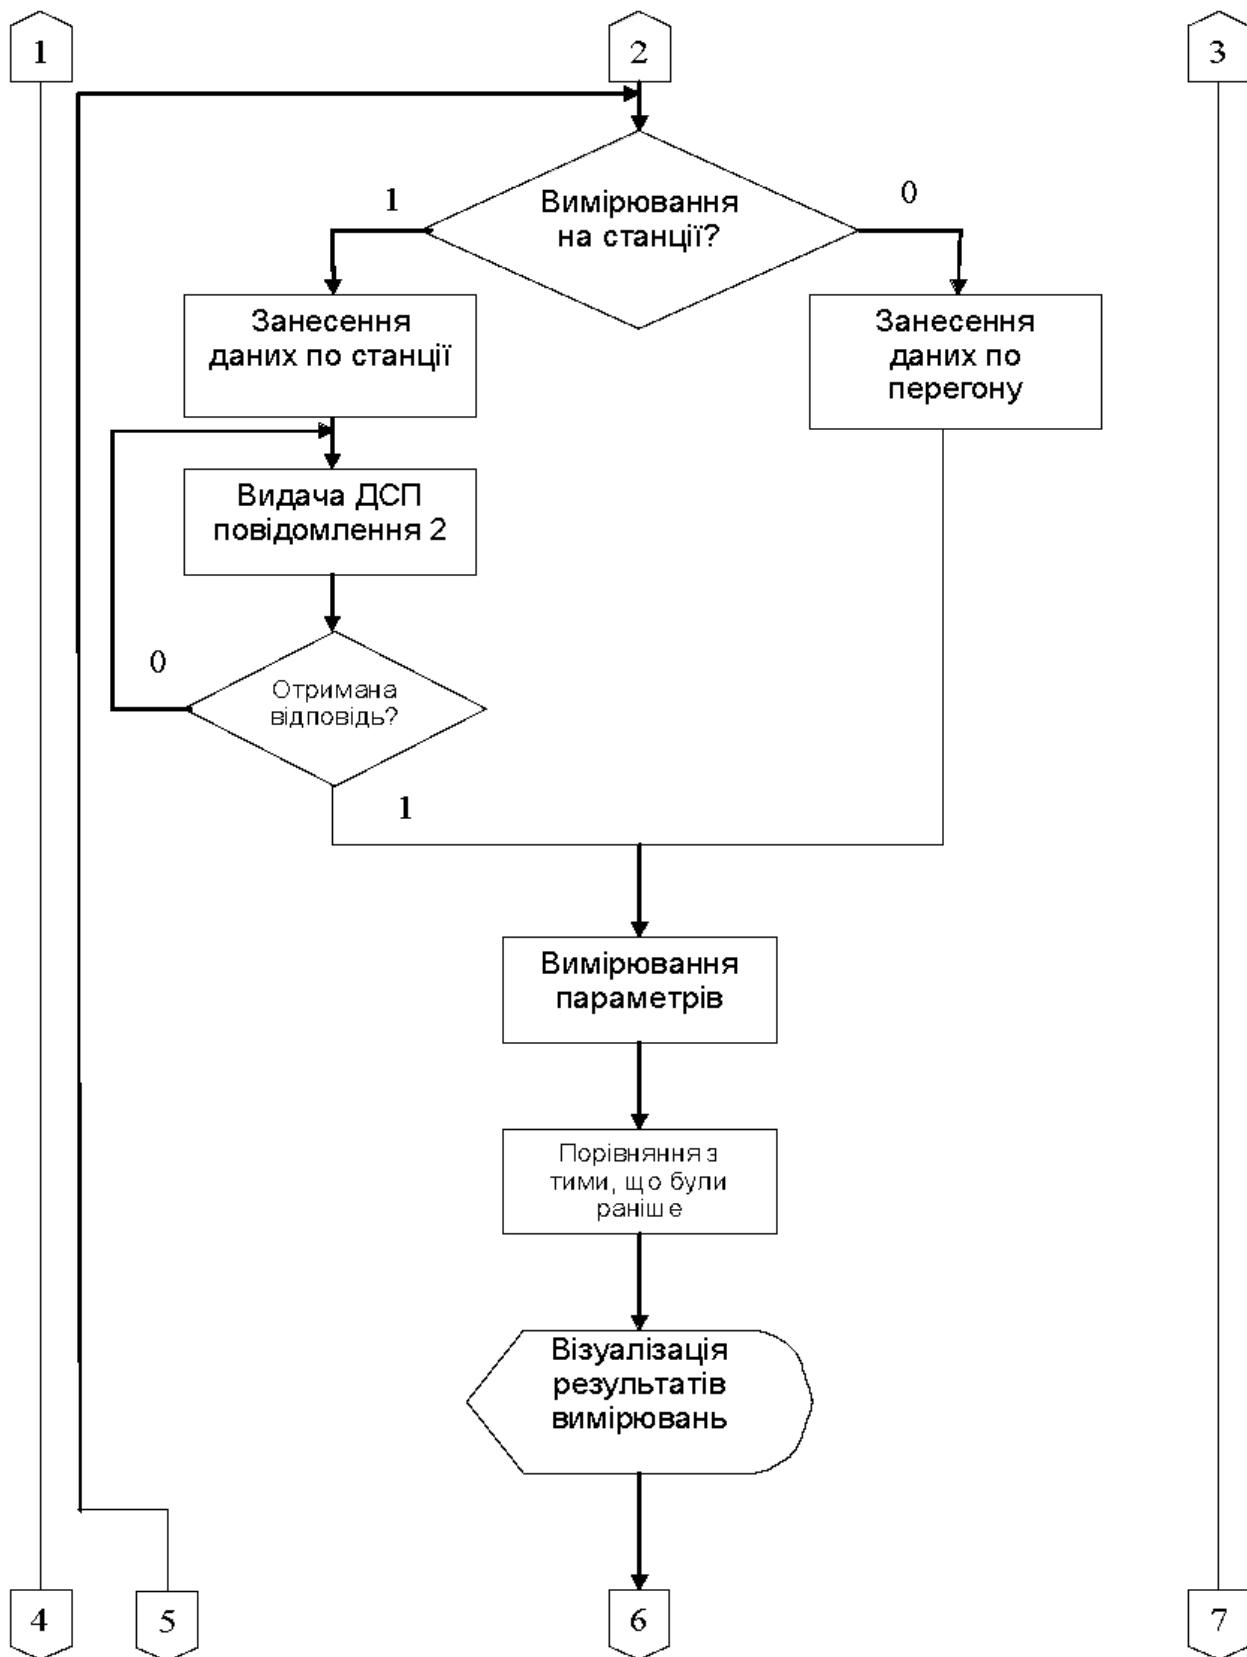 1
2
3
1
Вимірювання
на станції?
0
Занесення
даних по станції
Занесення
даних по
перегону
Видача ДСП
повідомлення 2
0
Отримана
відповідь?
1
Вимірювання
параметрів
Порівняння з
тими, що були
раніше
Візуалізація
результатів
вимірювань
4
5
6
7